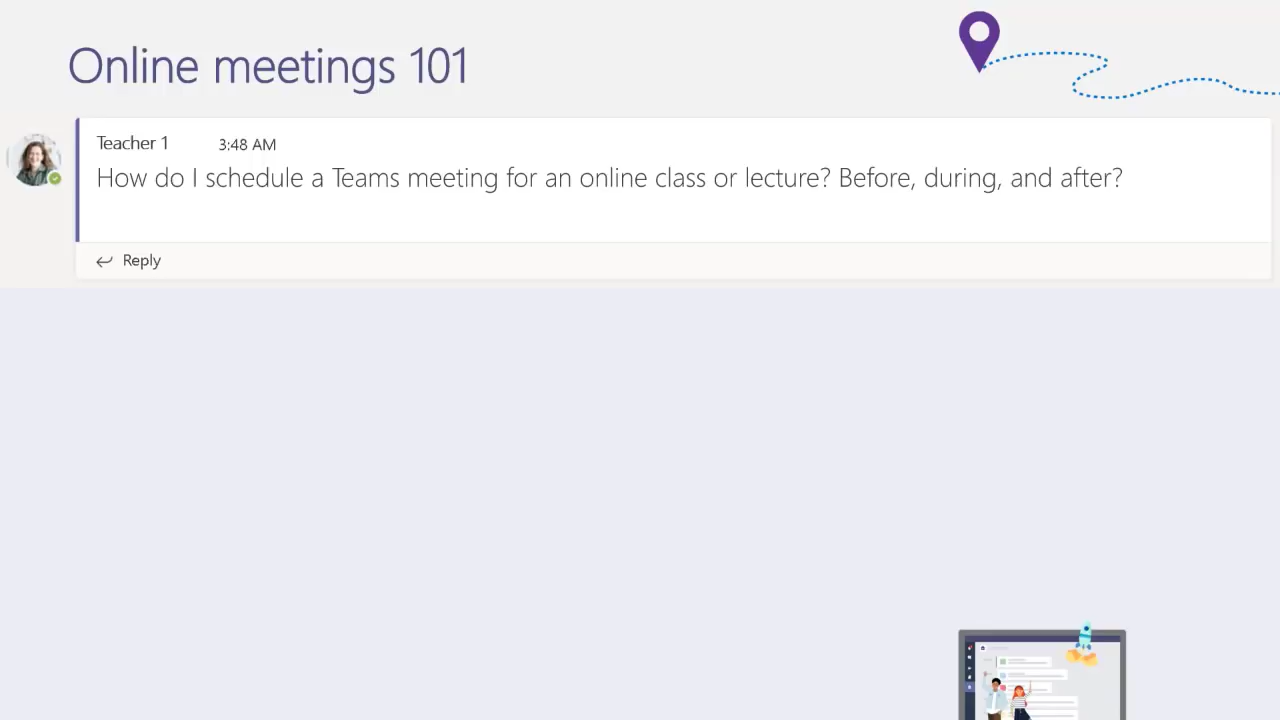 Online meetings 101
Teacher 1 3:48 AM
How do I schedule a Teams meeting for an online class or lecture? Before, during, and after?
Reply